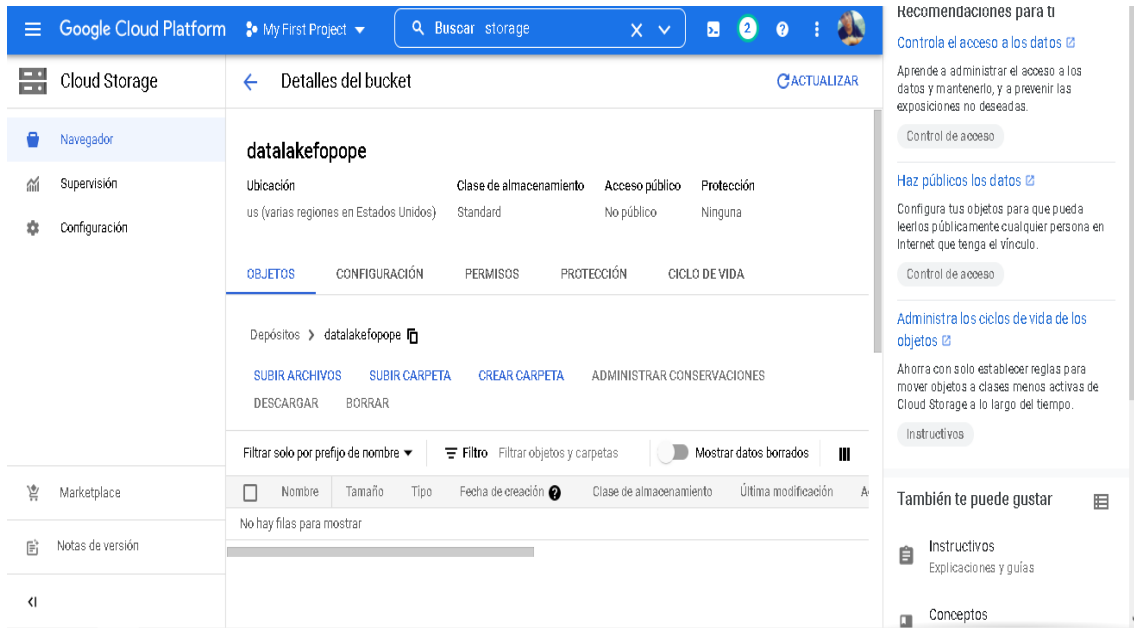 Google Cloud Platform
My First Project
Buscar storage
2
Cloud Storage
Detalles del bucket
ACTUALIZAR
Navegador
Supervisión
Configuración
Marketplace
Notas de versión
datalakefopope
Ubicación Clase de almacenamiento Acceso público Protección
us (varias regiones en Estados Unidos) Standard No público Ninguna
OBJETOS CONFIGURACIÓN PERMISOS PROTECCIÓN CICLO DE VIDA
Depósitos > datalakefopope
SUBIR ARCHIVOS SUBIR CARPETA CREAR CARPETA ADMINISTRAR CONSERVACIONES
DESCARGAR BORRAR
Filtrar solo por prefijo de nombre Filtro Filtrar objetos y carpetas Mostrar datos borrados
Nombre Tamaño Tipo Fecha de creación Clase de almacenamiento Última modificación
No hay filas para mostrar
Recomendaciones para ti
Controla el acceso a los datos
Aprende a administrar el acceso a los
datos y mantenerlo, y a prevenir las
exposiciones no deseadas.
Control de acceso
Haz públicos los datos
Configura tus objetos para que pueda
leerlos públicamente cualquier persona en
Internet que tenga el vínculo.
Control de acceso
Administra los ciclos de vida de los
objetos
Ahorra con solo establecer reglas para
mover objetos a clases menos activas de
Cloud Storage a lo largo del tiempo.
Instructivos
También te puede gustar
Instructivos
Explicaciones y guías
Conceptos